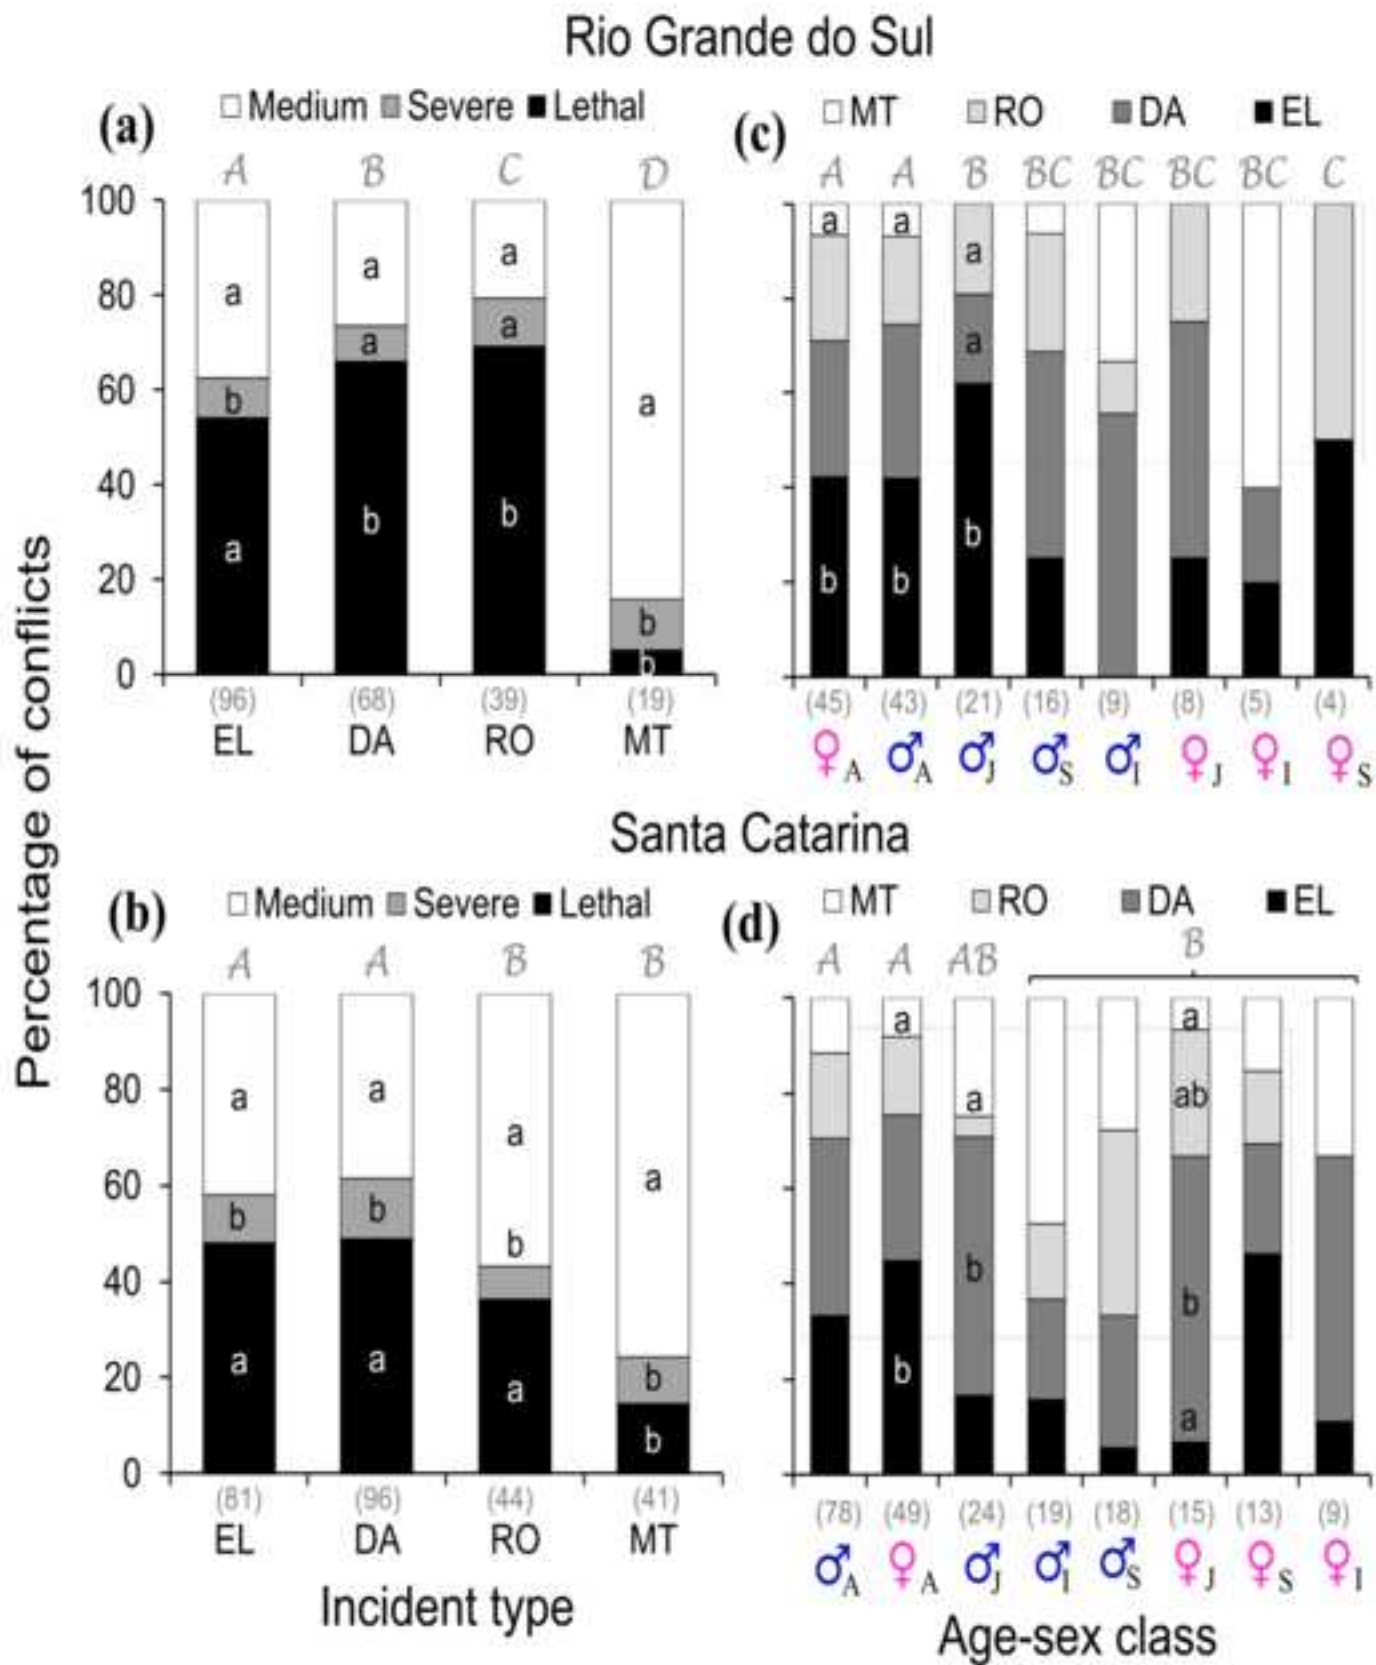 Rio Grande do Sul
(a)
Medium Severe Lethal
A B C D
100
80
60
40
20
0
a a a a
b a a b
a b b b
(96) (68) (39) (19)
EL DA RO MT
(c)
MT RO DA EL
A A B BC BC BC BC C
a a a
a
b b b
(45) (43) (21) (16) (9) (8) (5) (4)
♀A ♂A ♂J ♂S ♂I ♀J ♀I ♀S
Percentage of conflicts
Santa Catarina
(b)
Medium Severe Lethal
A A B B
100
80
60
40
20
0
a a a a
b b b b
a a a b
(81) (96) (44) (41)
EL DA RO MT
Incident type
(d)
MT RO DA EL
A A AB B
a a
a ab
b b
b a
(78) (49) (24) (19) (18) (15) (13) (9)
♂A ♀A ♂J ♂I ♂S ♀J ♀S ♀I
Age-sex class